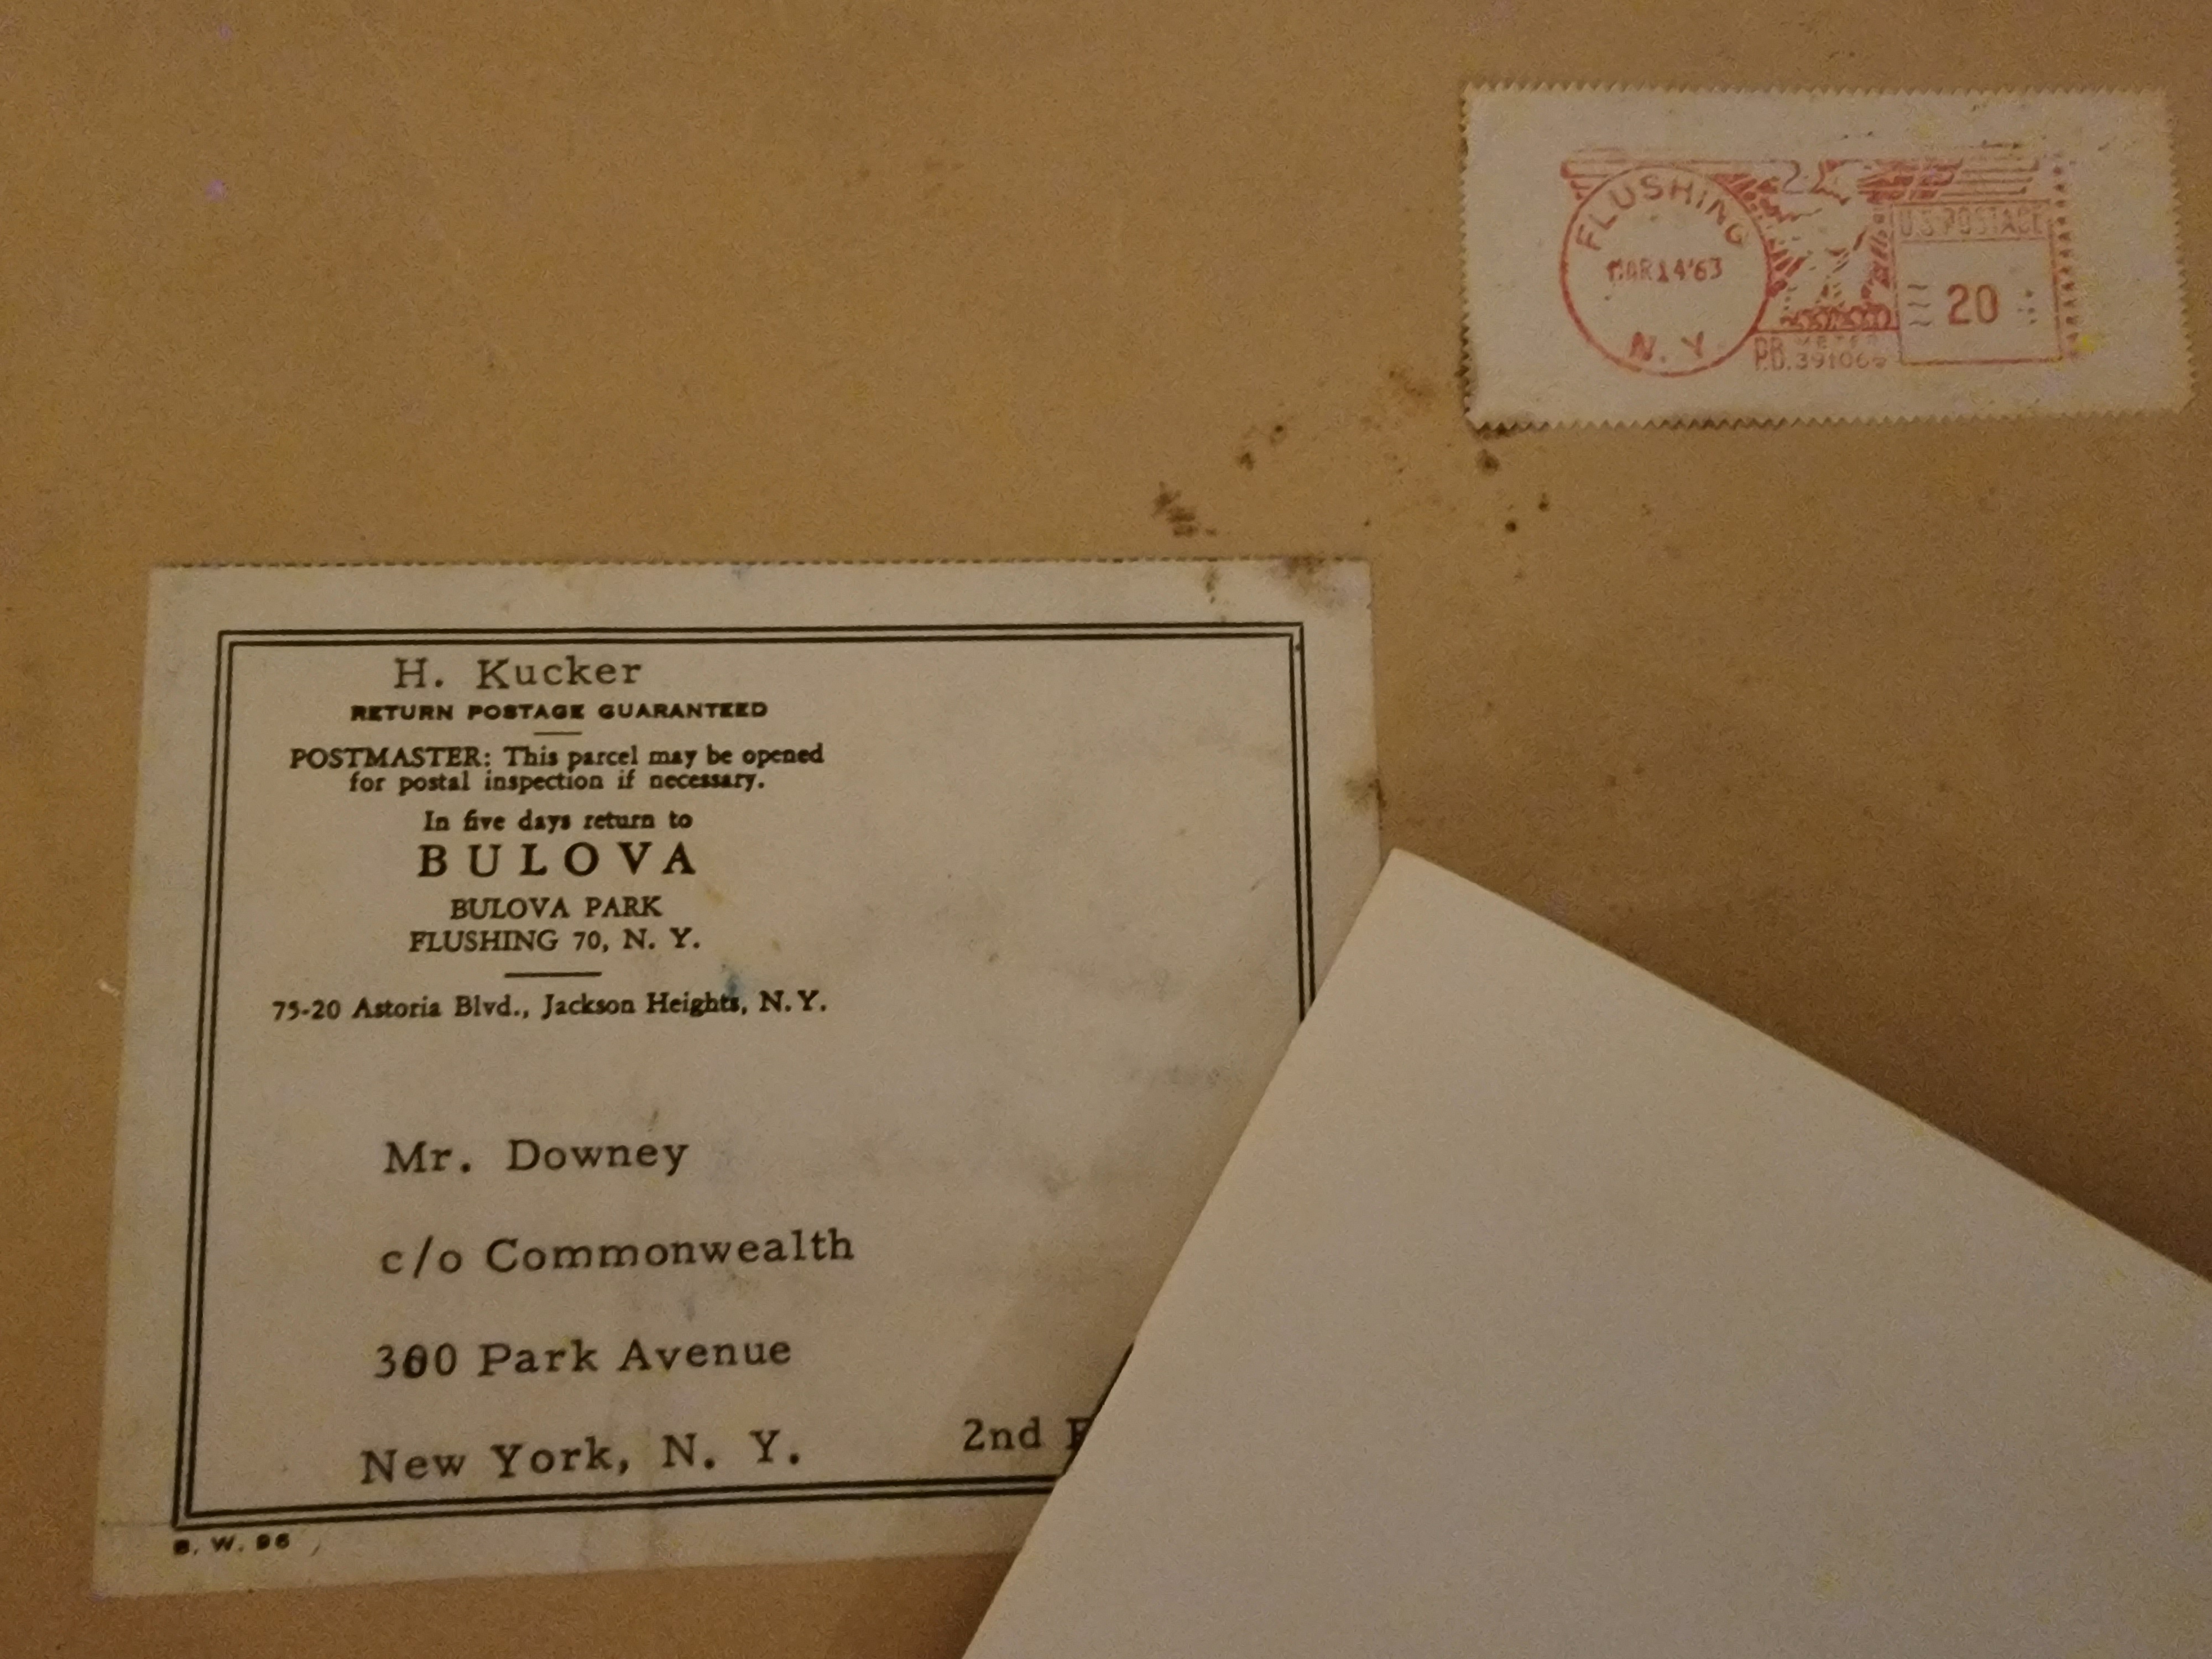 FLUSHING
MAR 14 '63
N. Y.
U.S. POSTAGE
20
P.B. METER
H. Kucker
RETURN POSTAGE GUARANTEED
POSTMASTER: This parcel may be opened
for postal inspection if necessary.
In five days return to
BULOVA
BULOVA PARK
FLUSHING 70, N. Y.
75-20 Astoria Blvd., Jackson Heights, N. Y.
Mr. Downey
c/o Commonwealth
300 Park Avenue
New York, N. Y. 2nd
B. W. 96